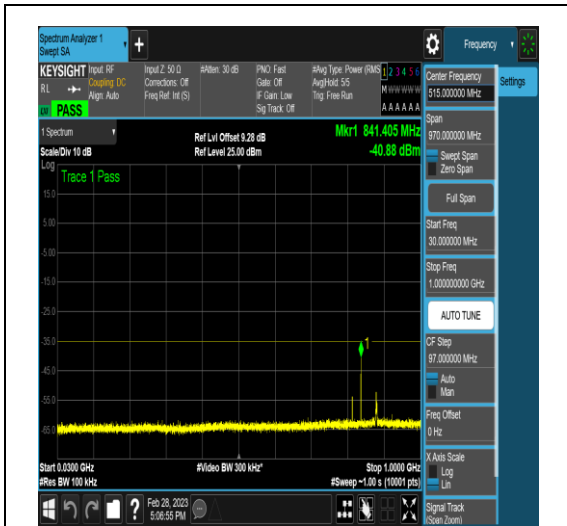 Spectrum Analyzer 1
Swept SA
Frequency
KEYSIGHT
RL
PASS
Input: RF
Coupling: DC
Align: Auto
Input Z: 50 Ω
Corrections: Off
Freq Ref: Int (S)
#Atten: 30 dB
PNO: Fast
Gate: Off
IF Gain: Low
Sig Track: Off
#Avg Type: Power (RMS
Avg|Hold: 5/5
Trig: Free Run
1 2 3 4 5 6
M W W W W W
A A A A A A
1 Spectrum
Scale/Div 10 dB
Ref Lvl Offset 9.28 dB
Ref Level 25.00 dBm
Mkr1 841.405 MHz
-40.88 dBm
Log
Trace 1 Pass
15.0
5.00
-5.00
-15.0
-25.0
-35.0
-45.0
-55.0
-65.0
1
Start 0.0300 GHz
#Res BW 100 kHz
#Video BW 300 kHz*
Stop 1.0000 GHz
#Sweep ~1.00 s (10001 pts)
Feb 28, 2023
5:06:55 PM
Center Frequency
515.000000 MHz
Span
970.000000 MHz
Swept Span
Zero Span
Full Span
Start Freq
30.000000 MHz
Stop Freq
1.000000000 GHz
AUTO TUNE
CF Step
97.000000 MHz
Auto
Man
Freq Offset
0 Hz
X Axis Scale
Log
Lin
Signal Track
(Span Zoom)
Settings